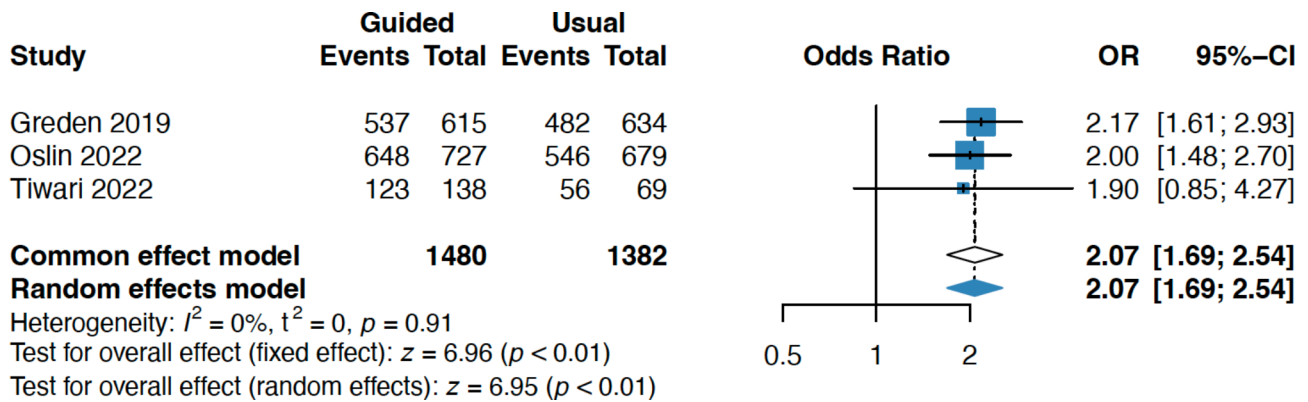 Guided Usual
Study Events Total Events Total Odds Ratio OR 95%–CI
Greden 2019 537 615 482 634 2.17 [1.61; 2.93]
Oslin 2022 648 727 546 679 2.00 [1.48; 2.70]
Tiwari 2022 123 138 56 69 1.90 [0.85; 4.27]
Common effect model 1480 1382 2.07 [1.69; 2.54]
Random effects model 2.07 [1.69; 2.54]
Heterogeneity: I² = 0%, t² = 0, p = 0.91
Test for overall effect (fixed effect): z = 6.96 (p < 0.01)
0.5 1 2
Test for overall effect (random effects): z = 6.95 (p < 0.01)